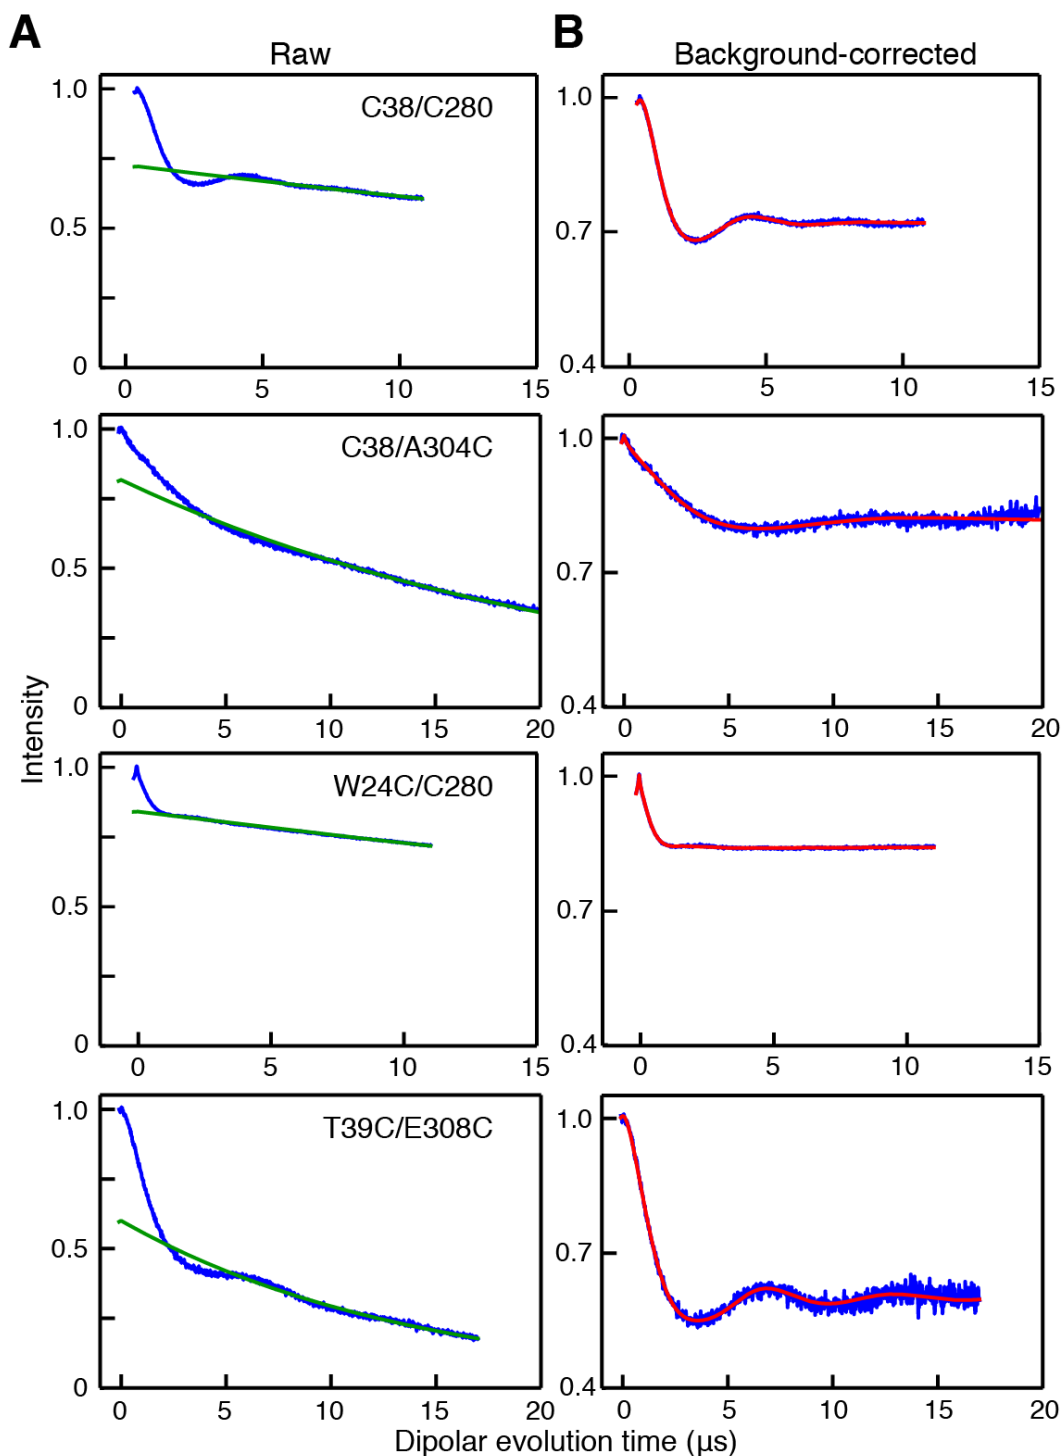 A B
Raw Background-corrected
1.0 C38/C280 1.0
0.5 0.7
0 0.4
0 5 10 15 0 5 10 15
1.0 C38/A304C 1.0
0.5 0.7
0 0.4
0 5 10 15 20 0 5 10 15 20
Intensity
1.0 W24C/C280 1.0
0.5 0.7
0 0.4
0 5 10 15 0 5 10 15
1.0 T39C/E308C 1.0
0.5 0.7
0 0.4
0 5 10 15 20 0 5 10 15 20
Dipolar evolution time (μs)